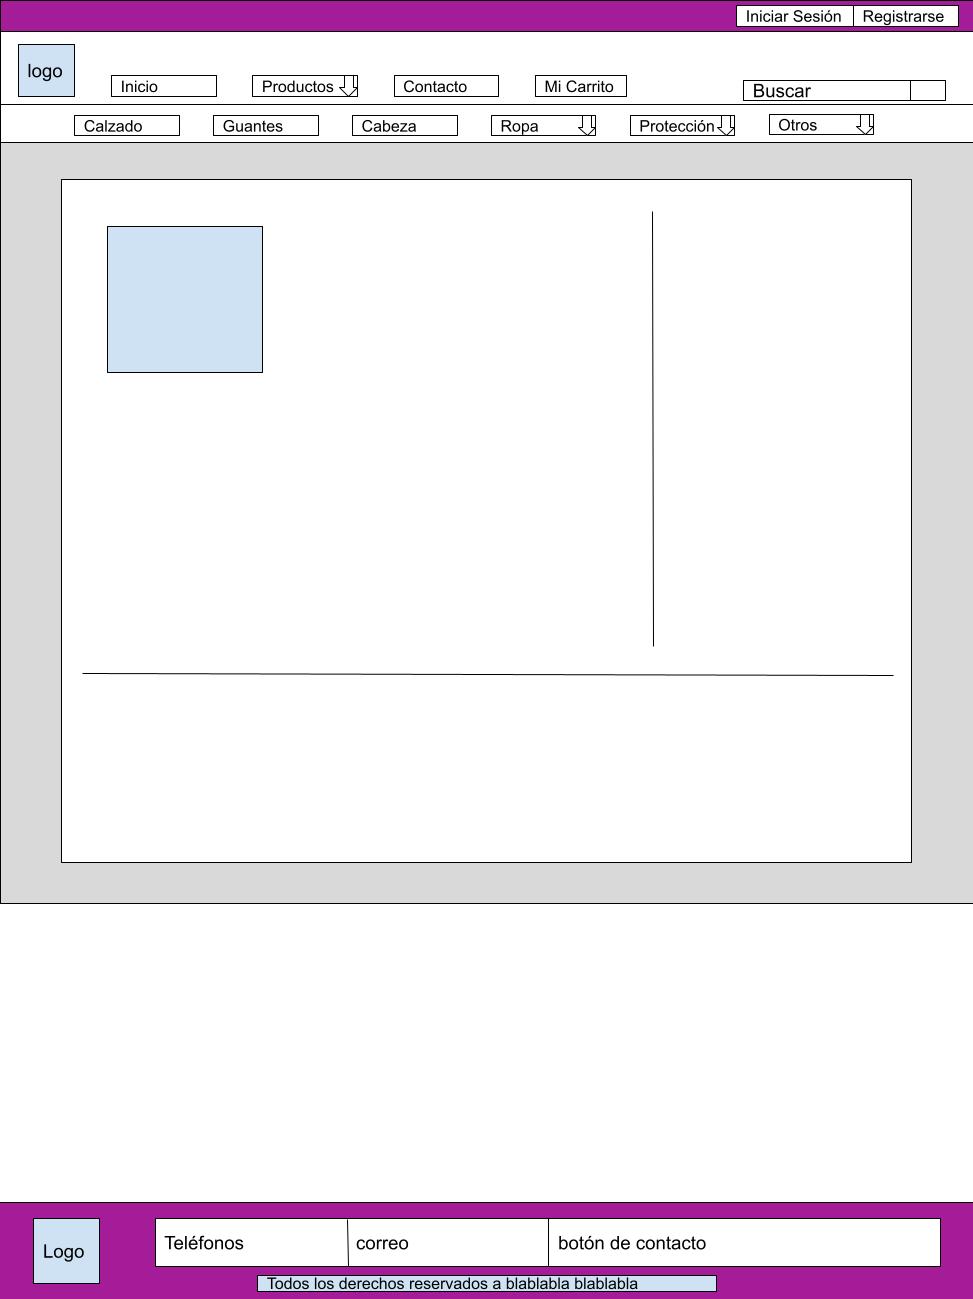 Iniciar Sesión
Registrarse
logo
Inicio
Productos
Contacto
Mi Carrito
Buscar
Calzado
Guantes
Cabeza
Ropa
Protección
Otros
Logo
Teléfonos
correo
botón de contacto
Todos los derechos reservados a blablabla blablabla